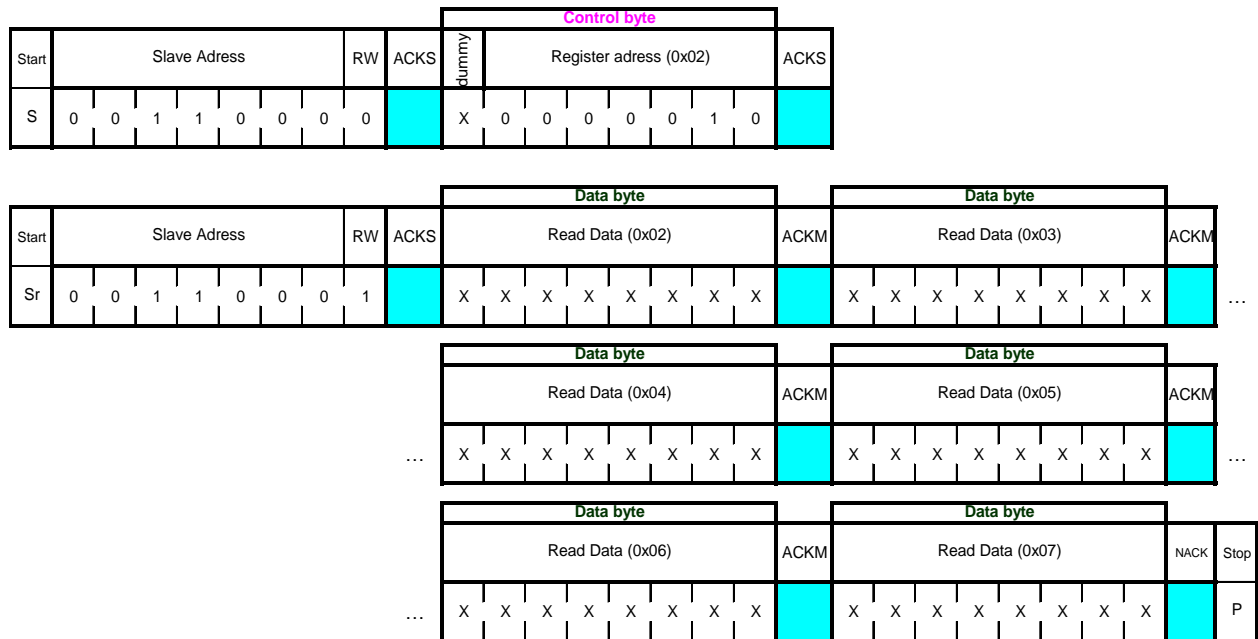 Control byte
Start Slave Adress RW ACKS dummy Register adress (0x02) ACKS
S 0 0 1 1 0 0 0 0 X 0 0 0 0 0 1 0
Data byte Data byte
Start Slave Adress RW ACKS Read Data (0x02) ACKM Read Data (0x03) ACKM
Sr 0 0 1 1 0 0 0 1 X X X X X X X X X X X X X X X X …
Data byte Data byte
Read Data (0x04) ACKM Read Data (0x05) ACKM
… X X X X X X X X X X X X X X X X …
Data byte Data byte
Read Data (0x06) ACKM Read Data (0x07) NACK Stop
… X X X X X X X X X X X X X X X X P